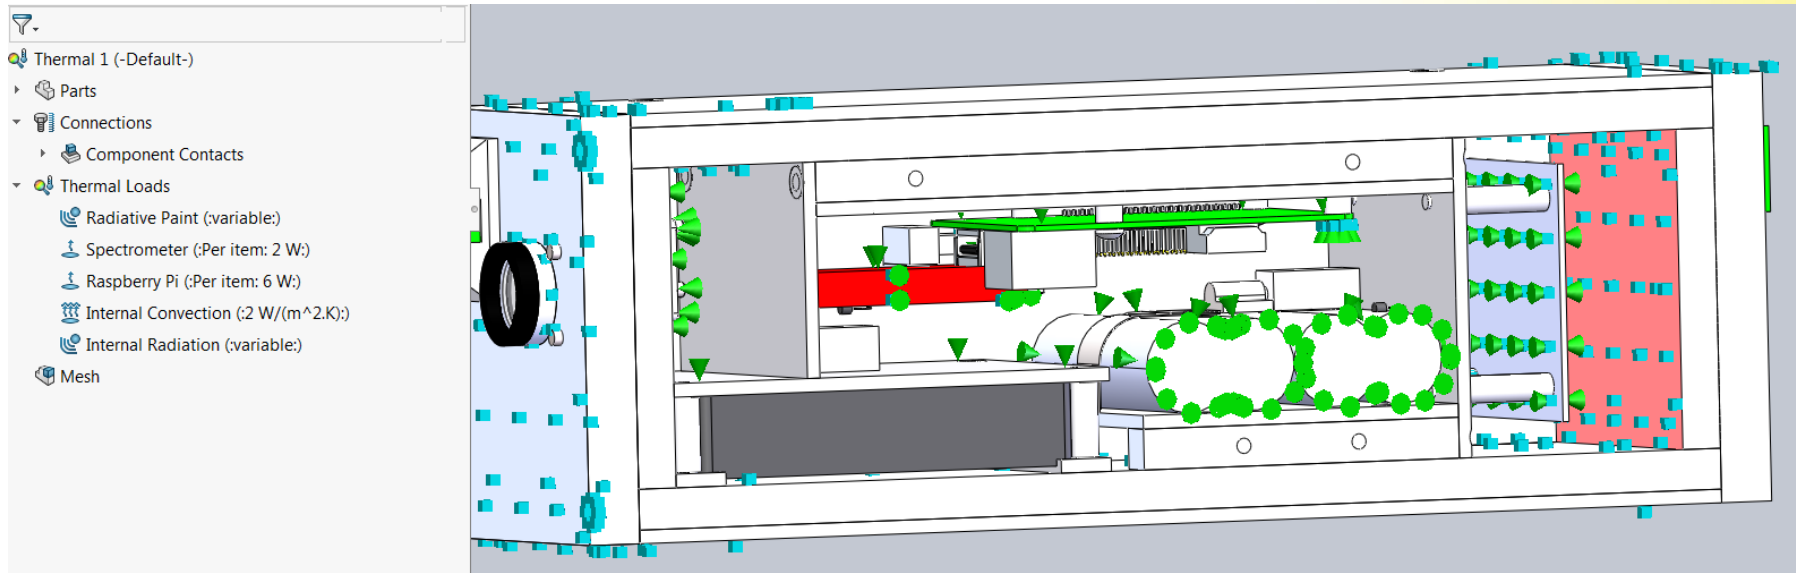 Thermal 1 (-Default-)
Parts
Connections
Component Contacts
Thermal Loads
Radiative Paint (:variable:)
Spectrometer (:Per item: 2 W:)
Raspberry Pi (:Per item: 6 W:)
Internal Convection (:2 W/(m^2.K):)
Internal Radiation (:variable:)
Mesh